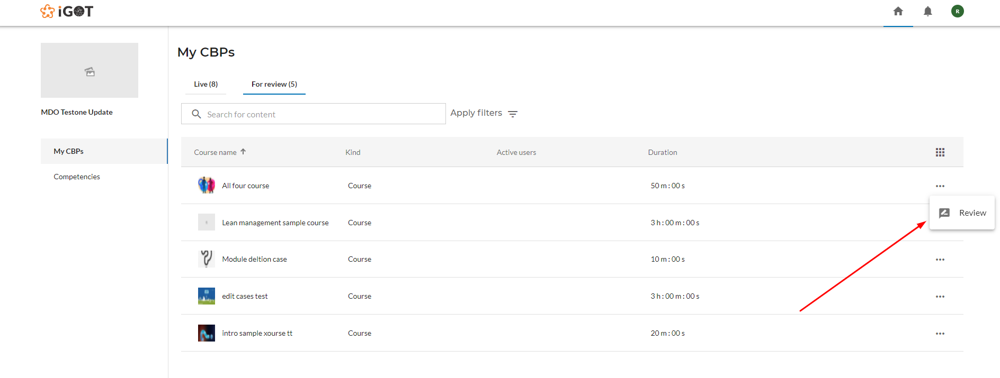 iGOT
R
MDO Testone Update
My CBPs
Competencies
My CBPs
Live (8) For review (5)
Search for content Apply filters
Course name Kind Active users Duration
All four course Course 50 m : 00 s
Review
Lean management sample course Course 3 h : 00 m : 00 s
Module deltion case Course 10 m : 00 s
edit cases test Course 3 h : 00 m : 00 s
intro sample xourse tt Course 20 m : 00 s